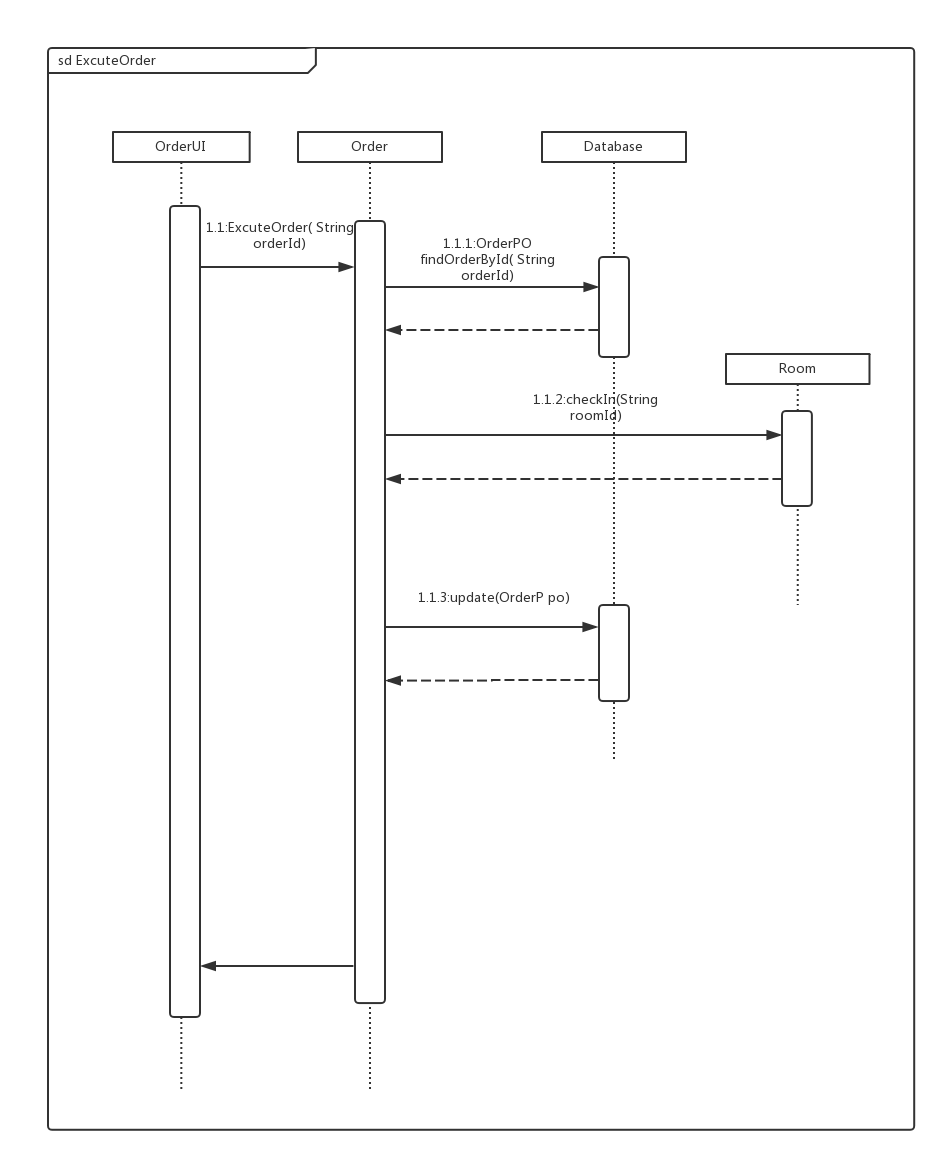 sd ExcuteOrder
OrderUI
Order
Database
1.1:ExcuteOrder( String
orderId)
1.1.1:OrderPO
findOrderById( String
orderId)
Room
1.1.2:checkIn(String
roomId)
1.1.3:update(OrderP po)